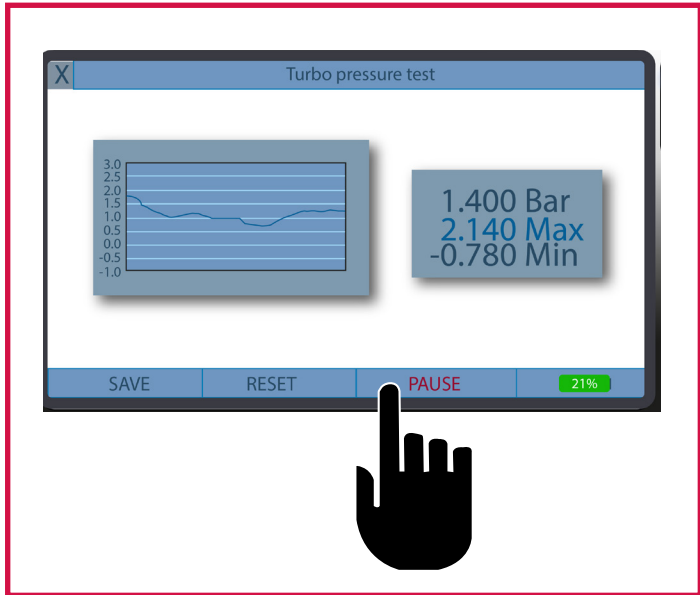 X
Turbo pressure test
3.0
2.5
2.0
1.5
1.0
0.5
0.0
-0.5
-1.0
1.400 Bar
2.140 Max
-0.780 Min
SAVE RESET PAUSE 21%